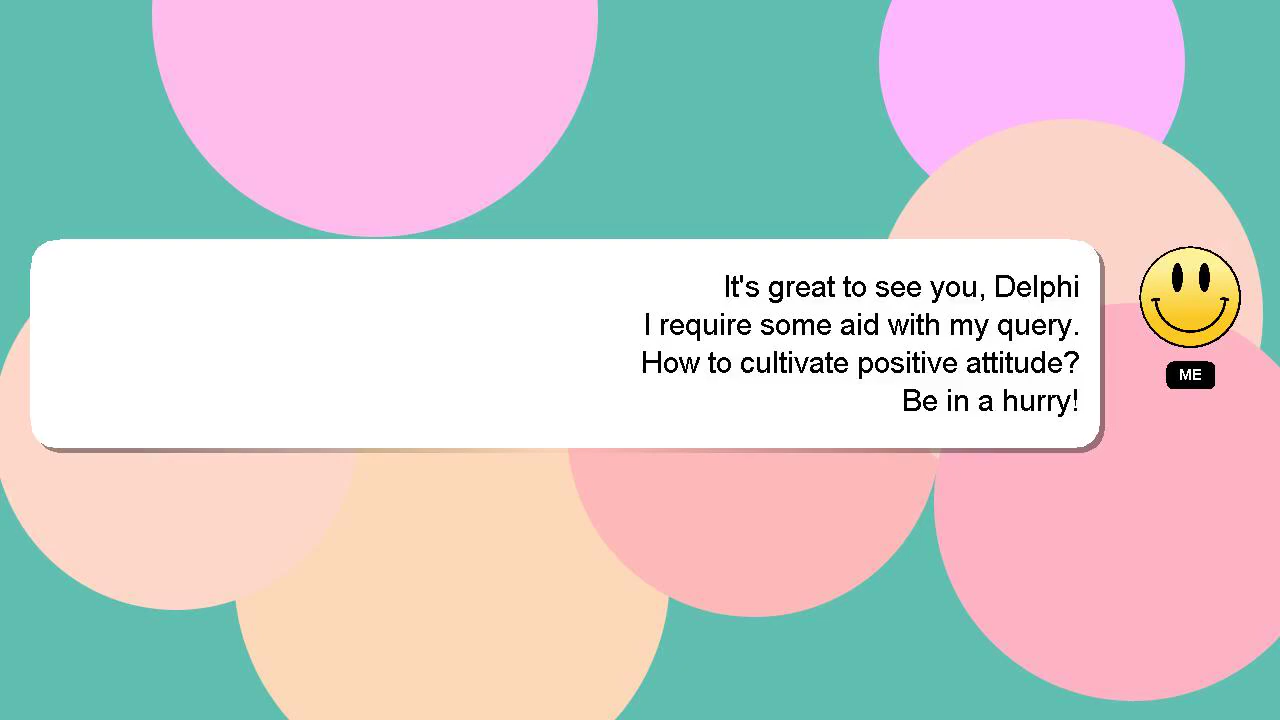 It's great to see you, Delphi
I require some aid with my query.
How to cultivate positive attitude?
Be in a hurry!
ME